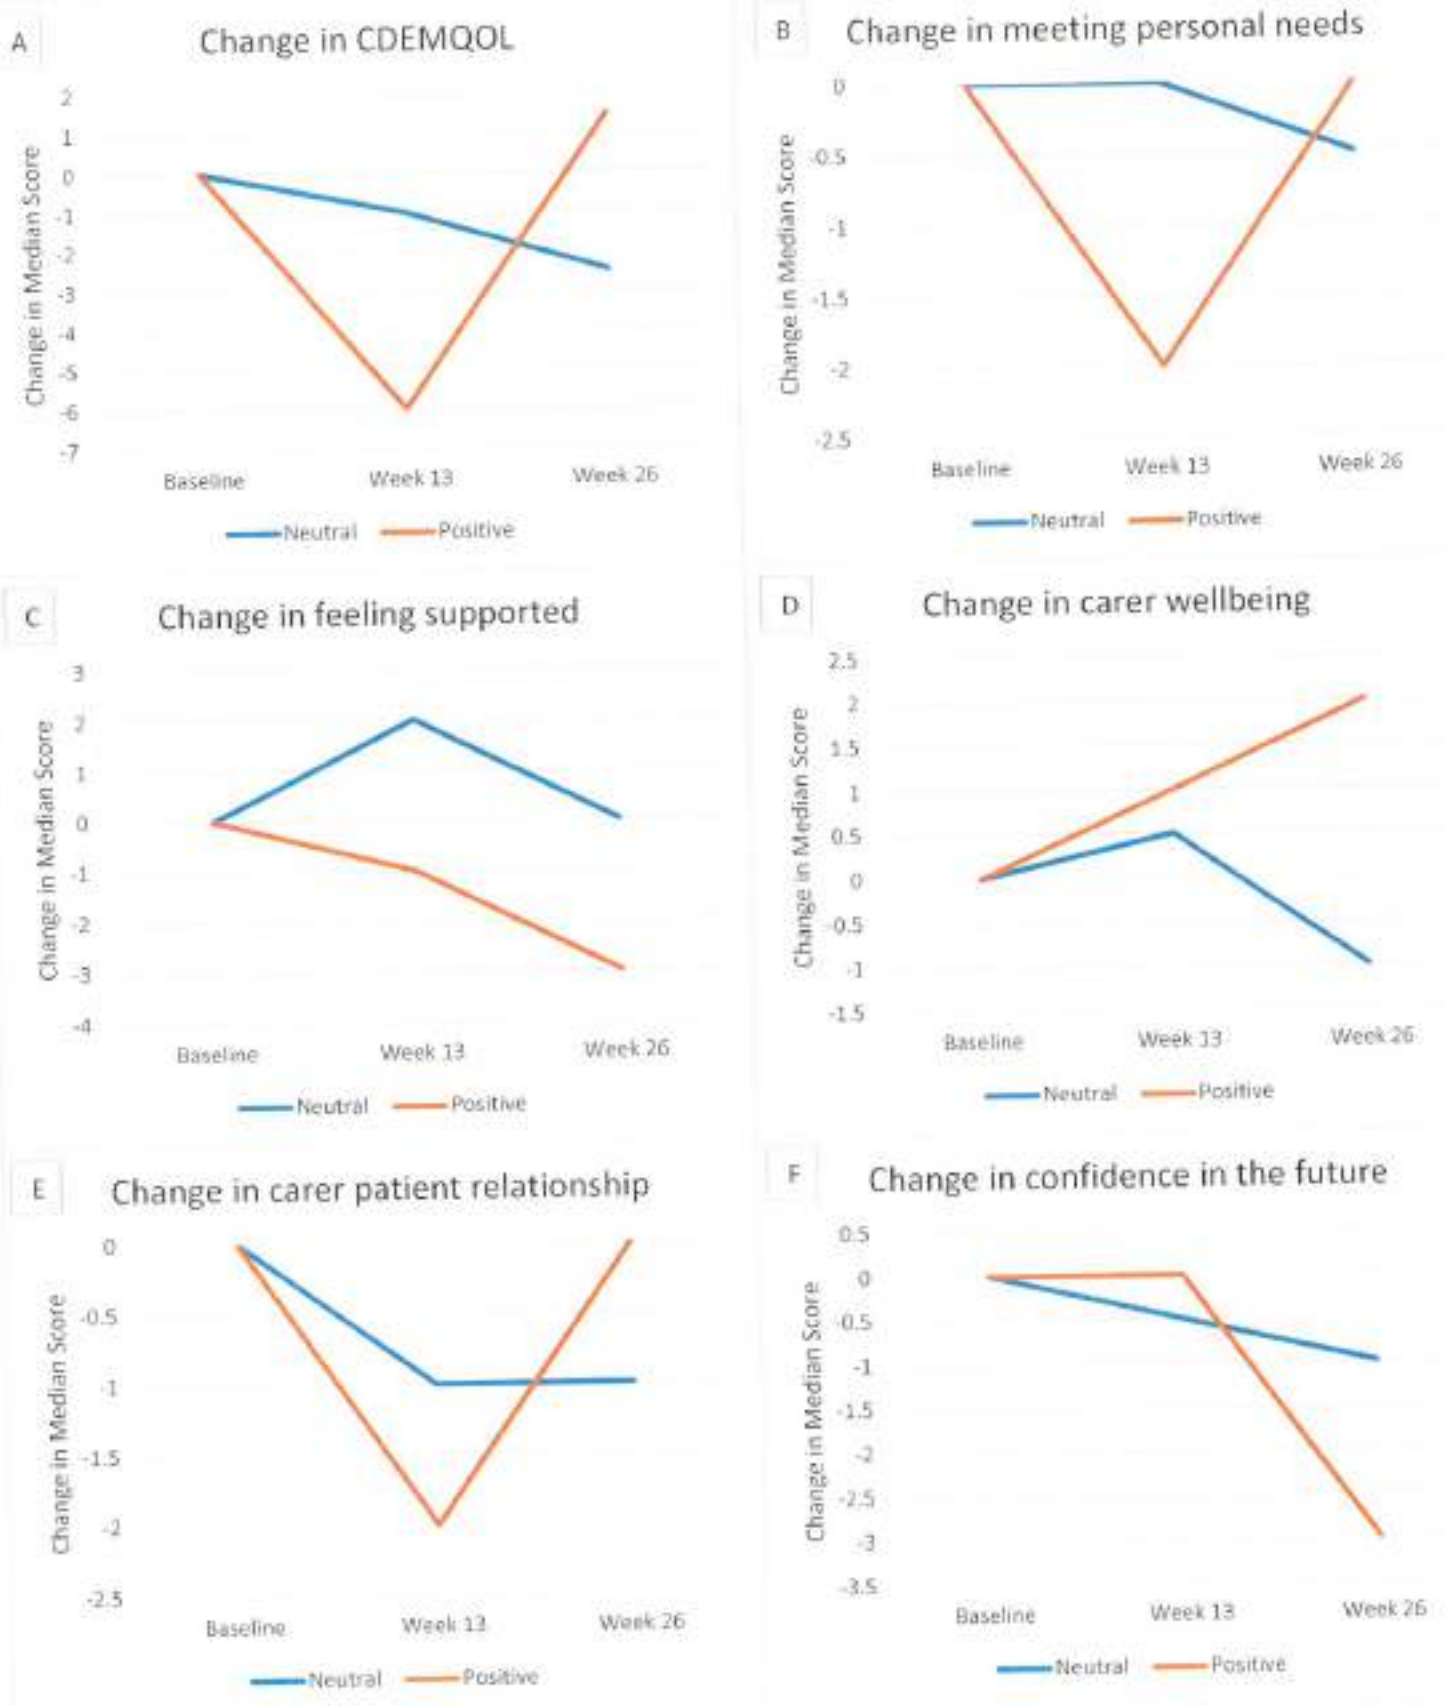 A
Change in CDEMQOL
Change in Median Score
2
1
0
-1
-2
-3
-4
-5
-6
-7
Baseline
Week 13
Week 26
Neutral
Positive
B
Change in meeting personal needs
Change in Median Score
0
-0.5
-1
-1.5
-2
-2.5
Baseline
Week 13
Week 26
Neutral
Positive
C
Change in feeling supported
Change in Median Score
3
2
1
0
-1
-2
-3
-4
Baseline
Week 13
Week 26
Neutral
Positive
D
Change in carer wellbeing
Change in Median Score
2.5
2
1.5
1
0.5
0
-0.5
-1
-1.5
Baseline
Week 13
Week 26
Neutral
Positive
E
Change in carer patient relationship
Change in Median Score
0
-0.5
-1
-1.5
-2
-2.5
Baseline
Week 13
Week 26
Neutral
Positive
F
Change in confidence in the future
Change in Median Score
0.5
0
-0.5
-1
-1.5
-2
-2.5
-3
-3.5
Baseline
Week 13
Week 26
Neutral
Positive